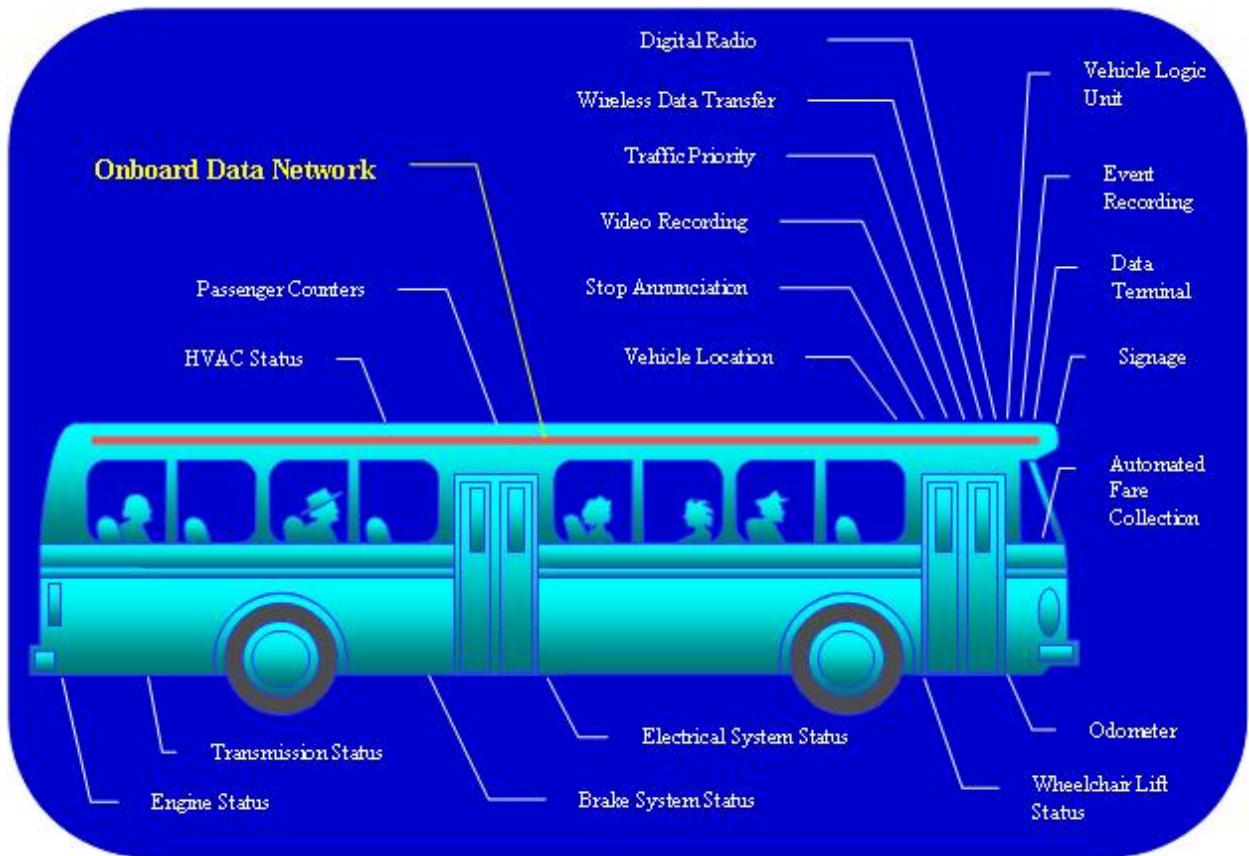 Digital Radio
Vehicle Logic
Unit
Wireless Data Transfer
Onboard Data Network
Traffic Priority
Event
Recording
Video Recording
Passenger Counters
Stop Annunciation
Data
Terminal
HVAC Status
Vehicle Location
Signage
Automated
Fare
Collection
Transmission Status
Electrical System Status
Odometer
Engine Status
Brake System Status
Wheelchair Lift
Status